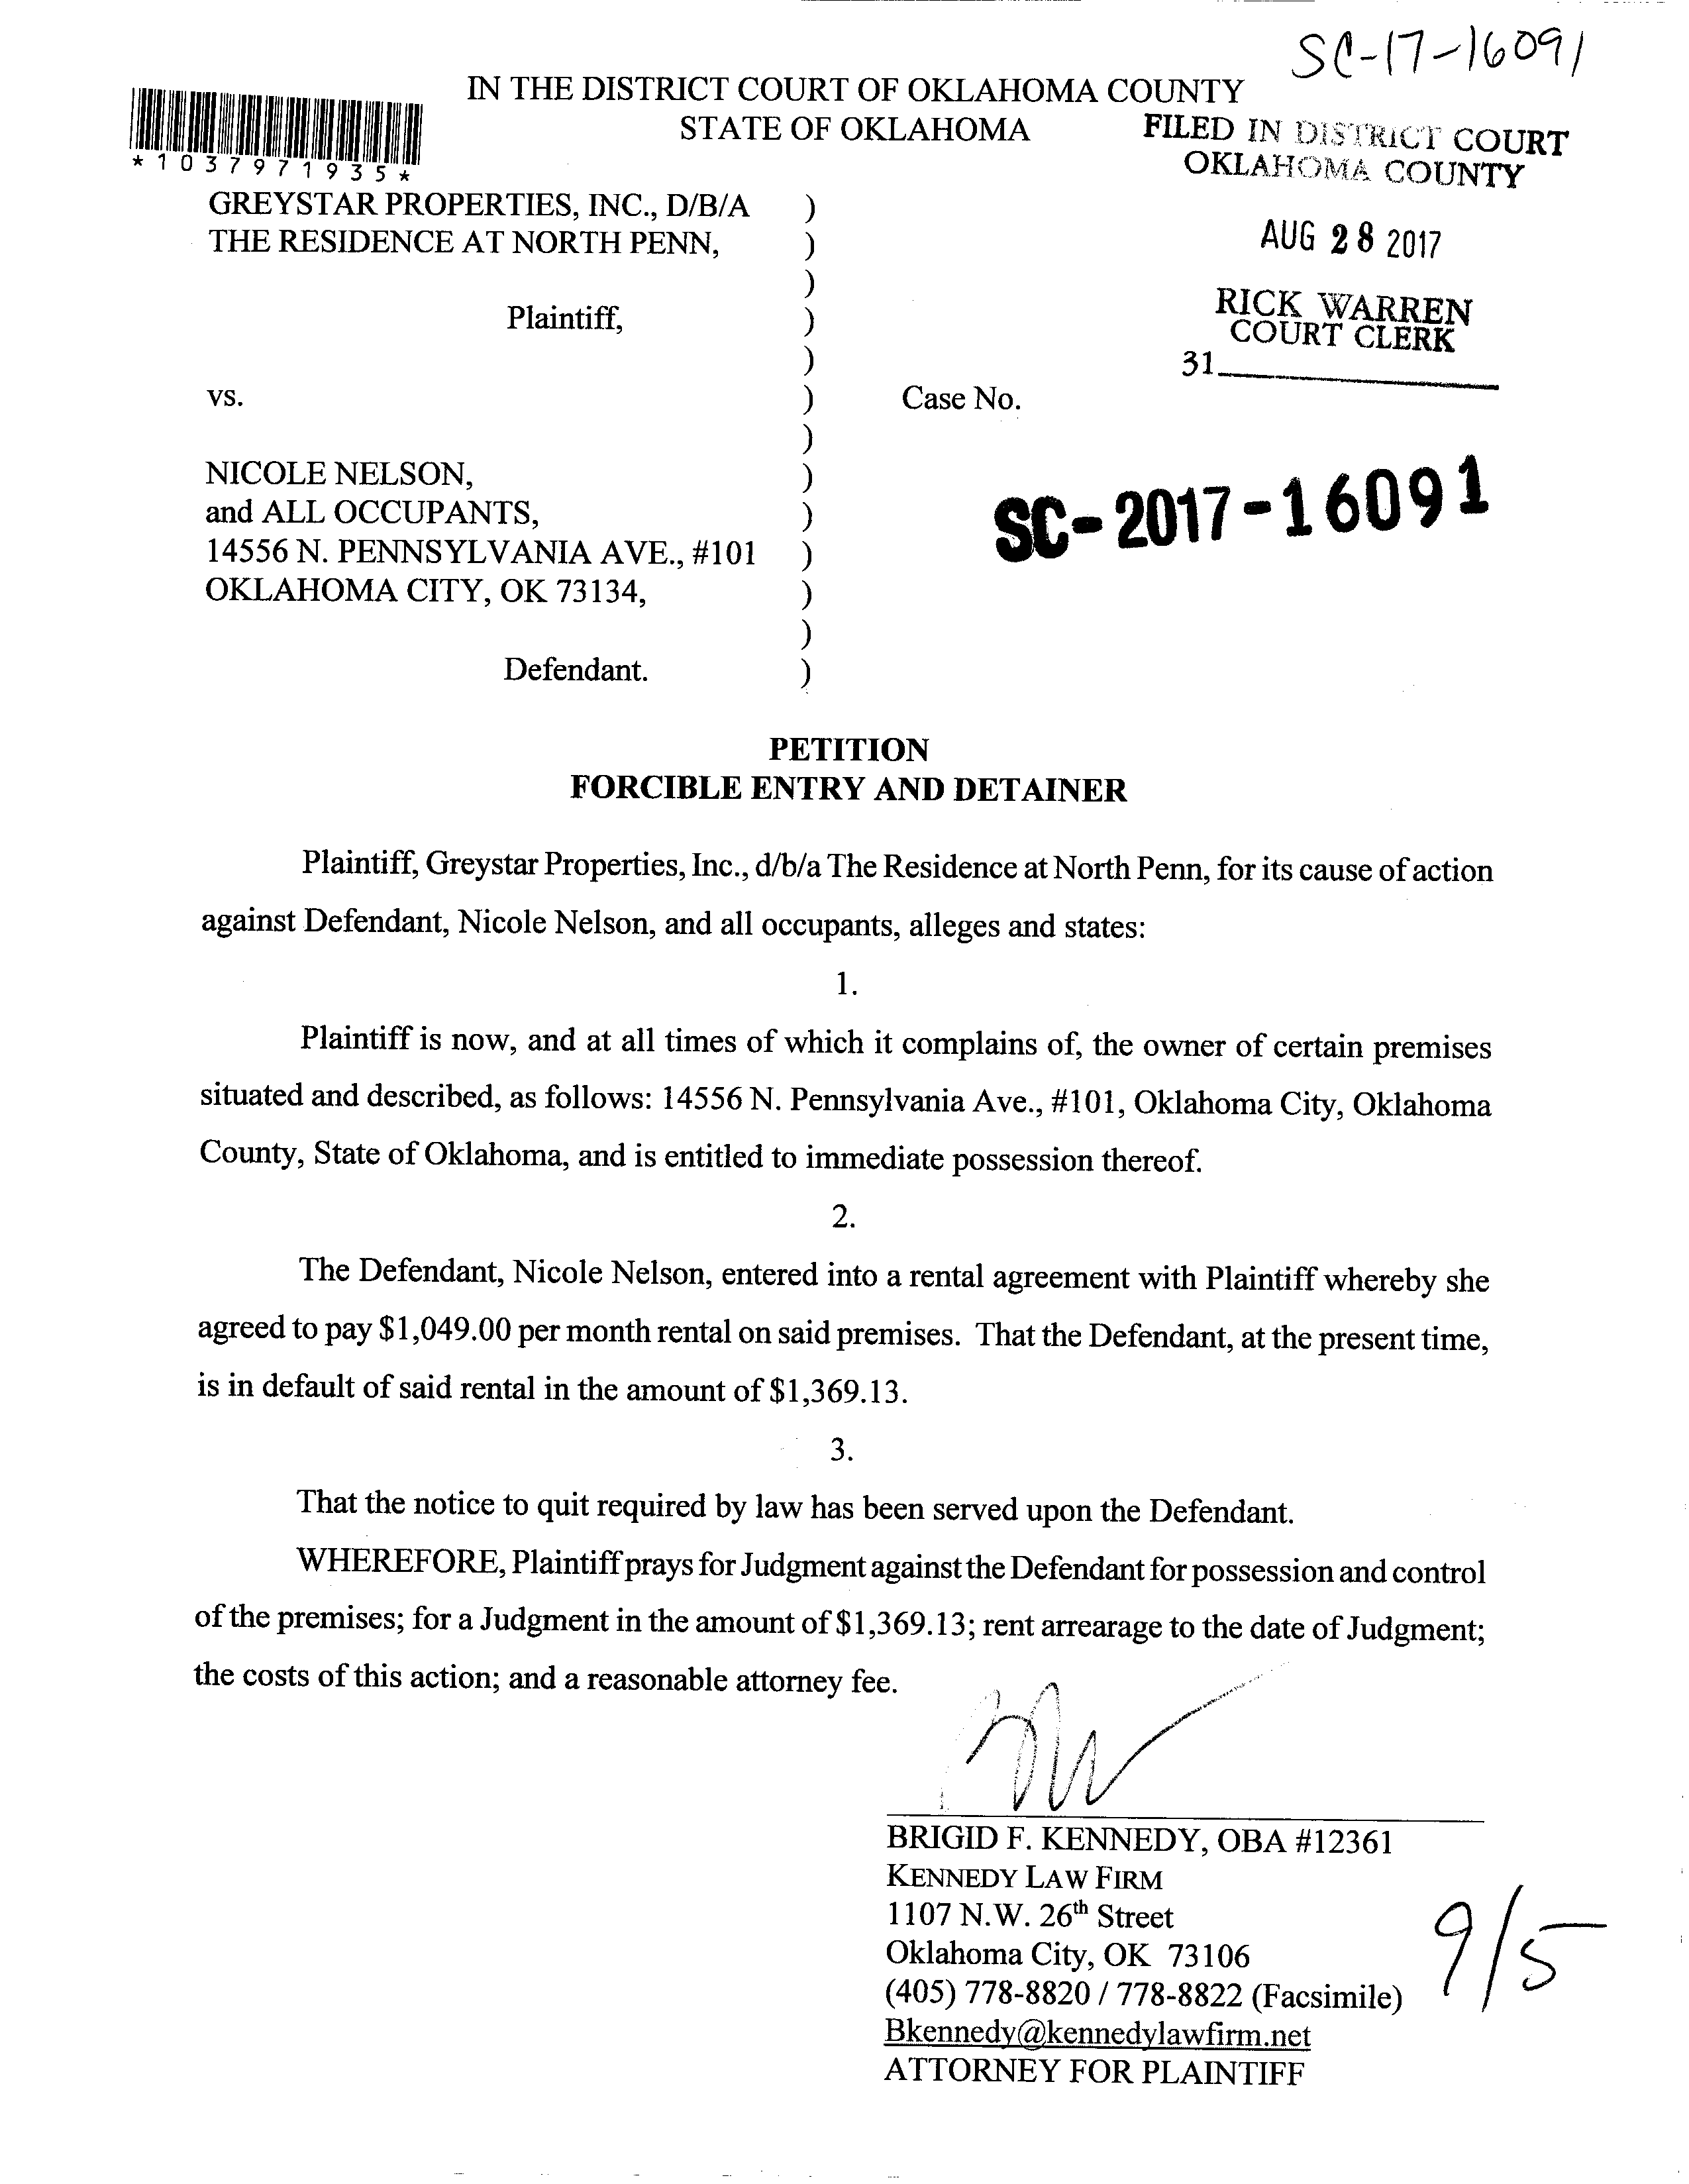 SC-17-16091
IN THE DISTRICT COURT OF OKLAHOMA COUNTY
STATE OF OKLAHOMA
FILED IN DISTRICT COURT
OKLAHOMA COUNTY
*1037971935*
GREYSTAR PROPERTIES, INC., D/B/A )
THE RESIDENCE AT NORTH PENN, )
AUG 28 2017
)
Plaintiff, )
RICK WARREN
COURT CLERK
)
31
vs. ) Case No.
)
NICOLE NELSON, )
SC-2017-16091
and ALL OCCUPANTS, )
14556 N. PENNSYLVANIA AVE., #101 )
OKLAHOMA CITY, OK 73134, )
)
Defendant. )
PETITION
FORCIBLE ENTRY AND DETAINER
Plaintiff, Greystar Properties, Inc., d/b/a The Residence at North Penn, for its cause of action
against Defendant, Nicole Nelson, and all occupants, alleges and states:
1.
Plaintiff is now, and at all times of which it complains of, the owner of certain premises
situated and described, as follows: 14556 N. Pennsylvania Ave., #101, Oklahoma City, Oklahoma
County, State of Oklahoma, and is entitled to immediate possession thereof.
2.
The Defendant, Nicole Nelson, entered into a rental agreement with Plaintiff whereby she
agreed to pay $1,049.00 per month rental on said premises. That the Defendant, at the present time,
is in default of said rental in the amount of $1,369.13.
3.
That the notice to quit required by law has been served upon the Defendant.
WHEREFORE, Plaintiff prays for Judgment against the Defendant for possession and control
of the premises; for a Judgment in the amount of $1,369.13; rent arrearage to the date of Judgment;
the costs of this action; and a reasonable attorney fee.
BRIGID F. KENNEDY, OBA #12361
KENNEDY LAW FIRM
1107 N.W. 26th Street
Oklahoma City, OK 73106
(405) 778-8820 / 778-8822 (Facsimile)
9/5
Bkennedy@kennedylawfirm.net
ATTORNEY FOR PLAINTIFF